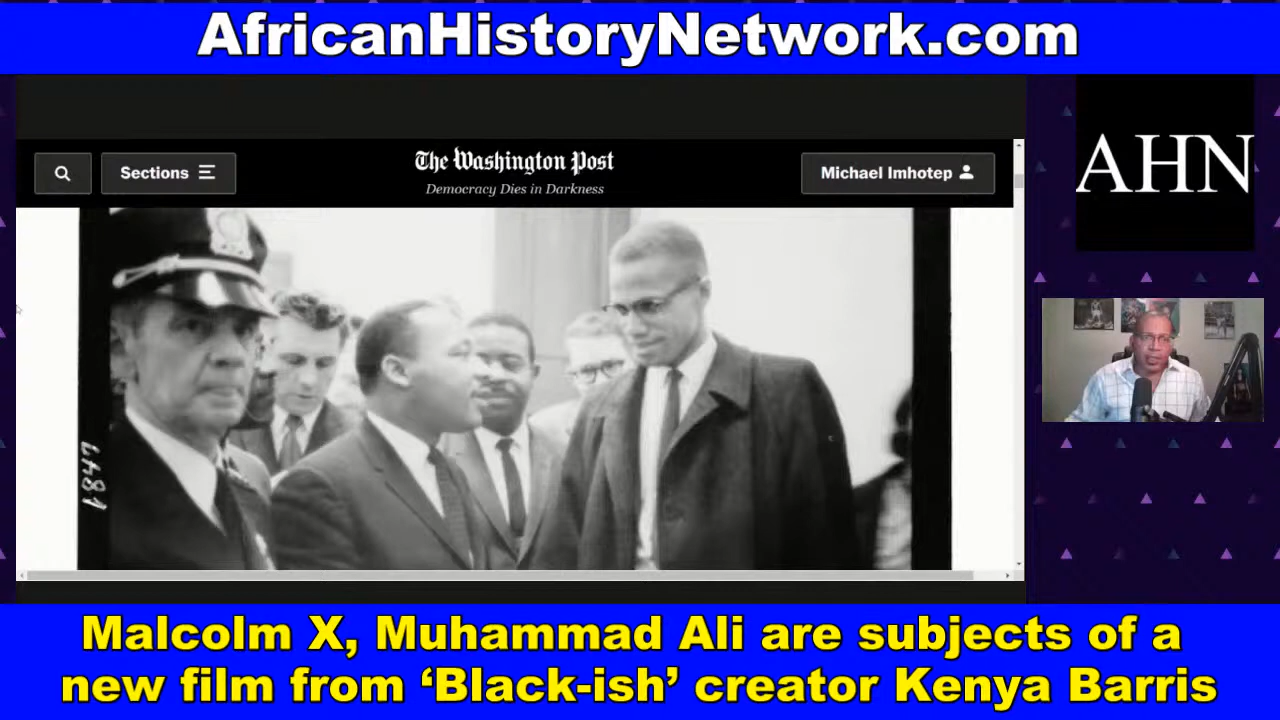 AfricanHistoryNetwork.com
The Washington Post
Sections
Democracy Dies in Darkness
Michael Imhotep
AHN
Malcolm X, Muhammad Ali are subjects of a
new film from ‘Black-ish’ creator Kenya Barris